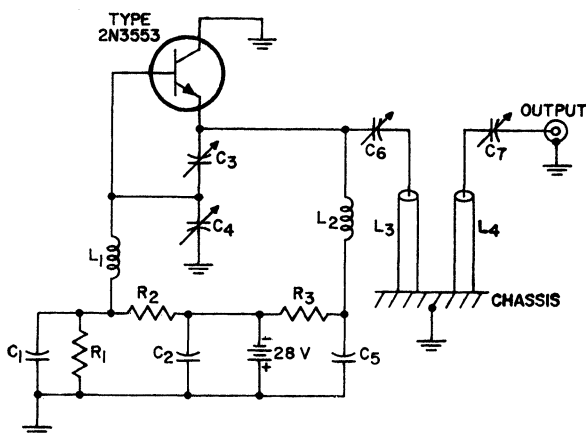 TYPE
2N3553
OUTPUT
C6
C7
C3
C4
L1
L2
L3
L4
R2
R3
CHASSIS
C1
R1
C2
-
28 V
+
C5